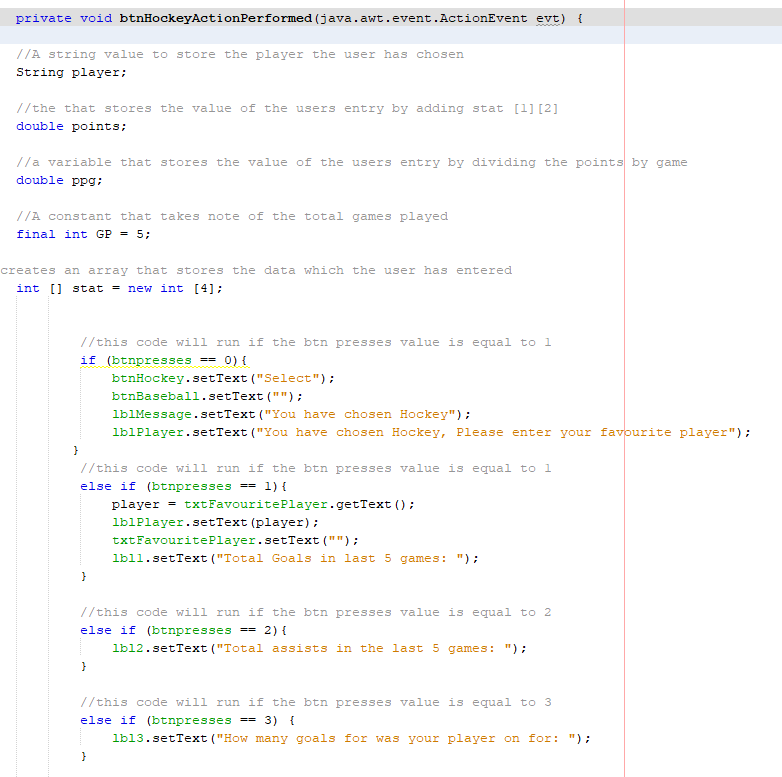 private void btnHockeyActionPerformed(java.awt.event.ActionEvent evt) {
//A string value to store the player the user has chosen
String player;
//the that stores the value of the users entry by adding stat [1][2]
double points;
//a variable that stores the value of the users entry by dividing the points by game
double ppg;
//A constant that takes note of the total games played
final int GP = 5;
creates an array that stores the data which the user has entered
int [] stat = new int [4];
//this code will run if the btn presses value is equal to 1
if (btnpresses == 0){
btnHockey.setText("Select");
btnBaseball.setText("");
lblMessage.setText("You have chosen Hockey");
lblPlayer.setText("You have chosen Hockey, Please enter your favourite player");
}
//this code will run if the btn presses value is equal to 1
else if (btnpresses == 1){
player = txtFavouritePlayer.getText();
lblPlayer.setText(player);
txtFavouritePlayer.setText("");
lbl1.setText("Total Goals in last 5 games: ");
}
//this code will run if the btn presses value is equal to 2
else if (btnpresses == 2){
lbl2.setText("Total assists in the last 5 games: ");
}
//this code will run if the btn presses value is equal to 3
else if (btnpresses == 3) {
lbl3.setText("How many goals for was your player on for: ");
}